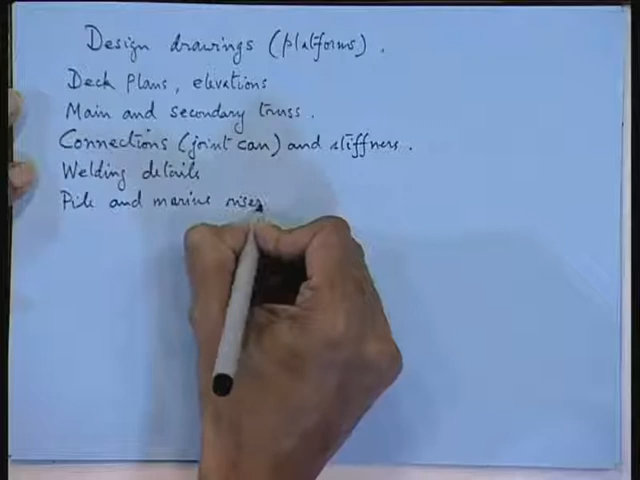 Design drawings (platforms).
Deck Plans, elevations
Main and secondary truss.
Connections (joint can) and stiffners.
Welding details
Pile and marine riser